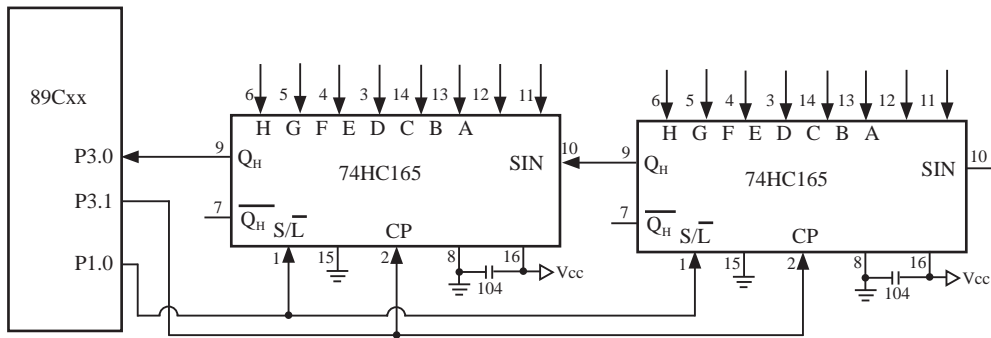 89Cxx
P3.0
P3.1
P1.0
6 5 4 3 14 13 12 11
H G F E D C B A
9 Q_H
74HC165
SIN 10
7 Q̅_H̅
S/L̅ CP
1 15 2 8 16
104
Vcc
6 5 4 3 14 13 12 11
H G F E D C B A
9 Q_H
74HC165
SIN 10
7 Q̅_H̅
S/L̅ CP
1 15 2 8 16
104
Vcc